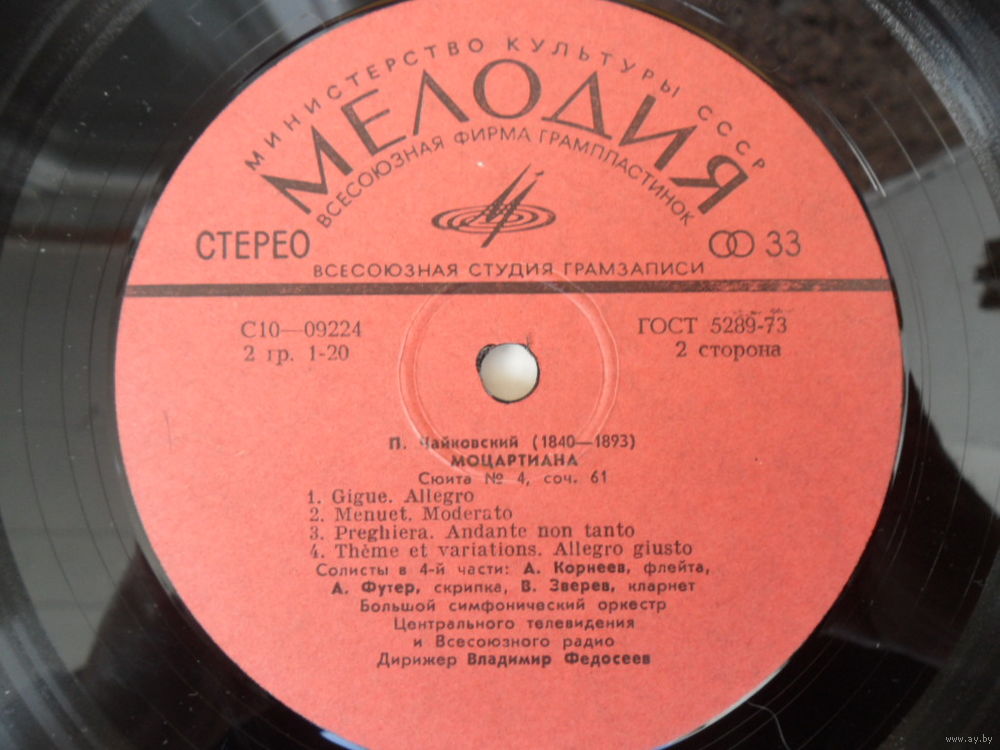 МИНИСТЕРСТВО КУЛЬТУРЫ СССР
МЕЛОДИЯ
ВСЕСОЮЗНАЯ ФИРМА ГРАМПЛАСТИНОК
СТЕРЕО
33
ВСЕСОЮЗНАЯ СТУДИЯ ГРАМЗАПИСИ
С10—09224
ГОСТ 5289-73
2 гр. 1-20
2 сторона
П. Чайковский (1840—1893)
МОЦАРТИАНА
Сюита № 4, соч. 61
1. Gigue. Allegro
2. Menuet. Moderato
3. Preghiera. Andante non tanto
4. Thème et variations. Allegro giusto
Солисты в 4-й части: А. Корнеев, флейта,
А. Футер, скрипка, В. Зверев, кларнет
Большой симфонический оркестр
Центрального телевидения
и Всесоюзного радио
Дирижер Владимир Федосеев
www.ay.by